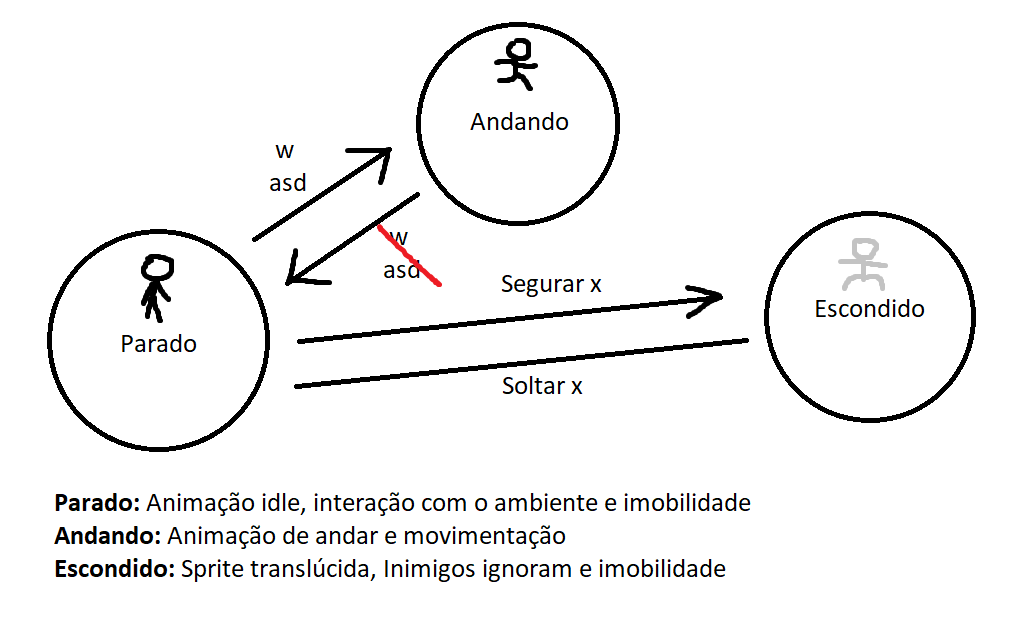 Andando
w
asd
w
asd
Segurar x
Escondido
Parado
Soltar x
Parado: Animação idle, interação com o ambiente e imobilidade
Andando: Animação de andar e movimentação
Escondido: Sprite translúcida, Inimigos ignoram e imobilidade